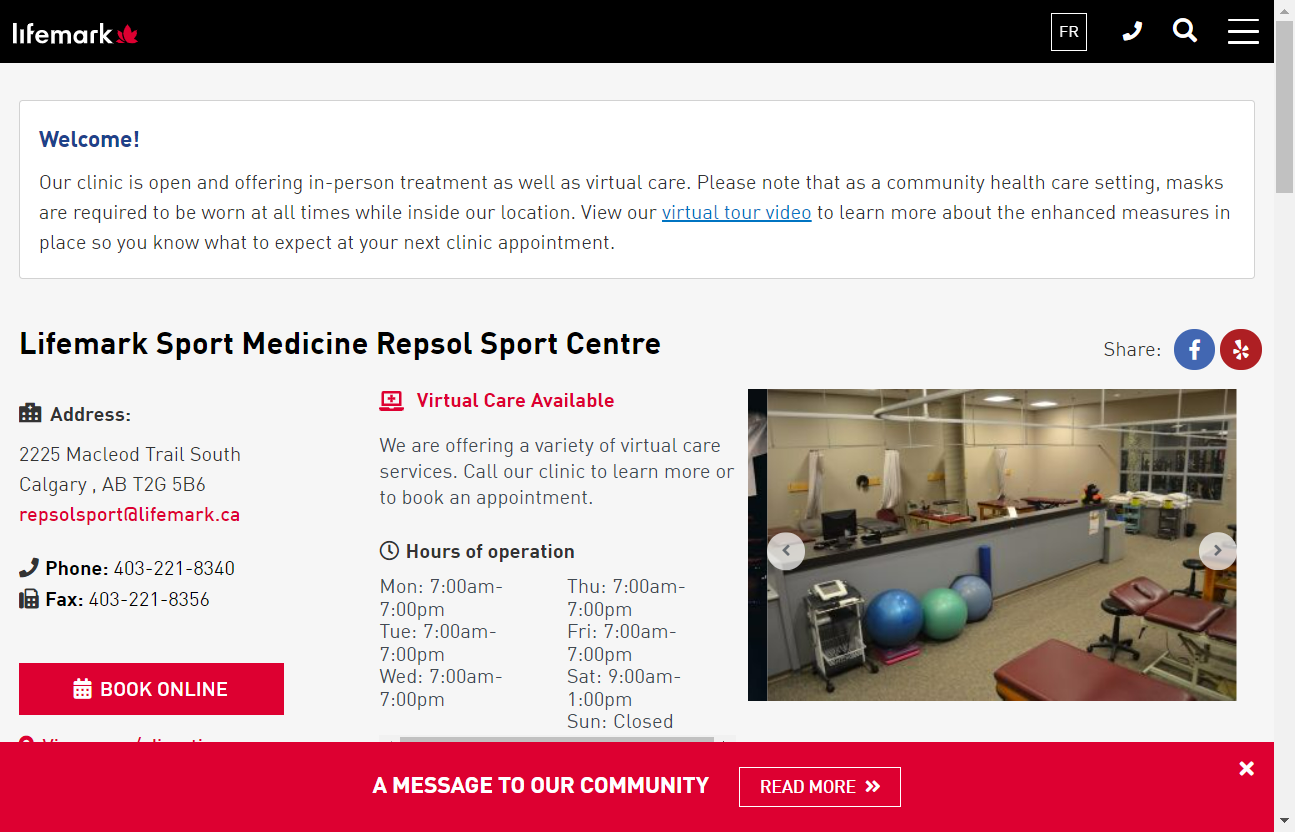 lifemark
FR
Welcome!
Our clinic is open and offering in-person treatment as well as virtual care. Please note that as a community health care setting, masks
are required to be worn at all times while inside our location. View our virtual tour video to learn more about the enhanced measures in
place so you know what to expect at your next clinic appointment.
Lifemark Sport Medicine Repsol Sport Centre
Share:
Address:
2225 Macleod Trail South
Calgary , AB T2G 5B6
repsolsport@lifemark.ca
Phone: 403-221-8340
Fax: 403-221-8356
BOOK ONLINE
Virtual Care Available
We are offering a variety of virtual care
services. Call our clinic to learn more or
to book an appointment.
Hours of operation
Mon: 7:00am-
7:00pm
Tue: 7:00am-
7:00pm
Wed: 7:00am-
7:00pm
Thu: 7:00am-
7:00pm
Fri: 7:00am-
7:00pm
Sat: 9:00am-
1:00pm
Sun: Closed
A MESSAGE TO OUR COMMUNITY
READ MORE